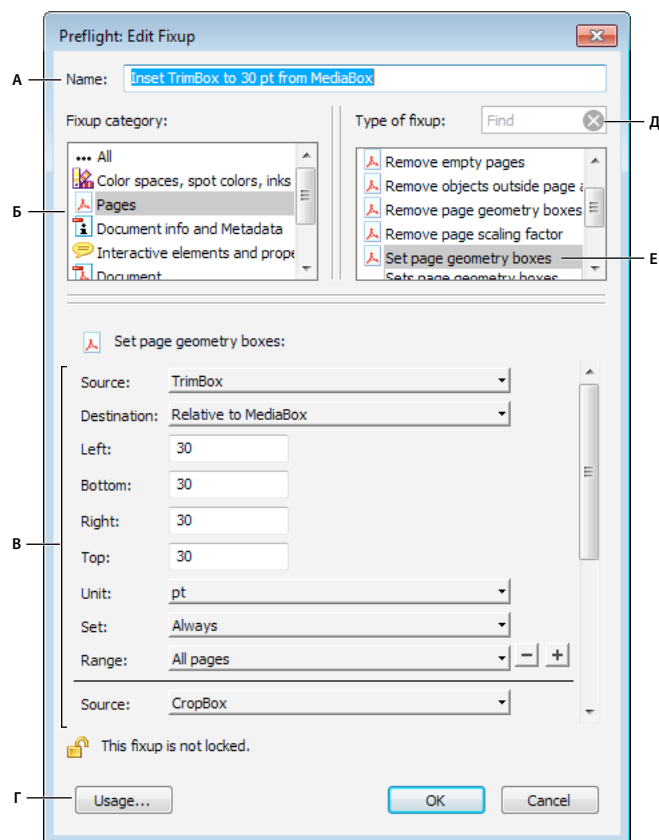 Preflight: Edit Fixup
А
Name: Inset TrimBox to 30 pt from MediaBox
Fixup category:
Type of fixup: Find
Д
••• All
Color spaces, spot colors, inks
Б
Pages
Document info and Metadata
Interactive elements and prope
Document
Remove empty pages
Remove objects outside page a
Remove page geometry boxes
Remove page scaling factor
Set page geometry boxes
Е
Sets page geometry boxes
Set page geometry boxes:
Source: TrimBox
Destination: Relative to MediaBox
Left: 30
Bottom: 30
Right: 30
В
Top: 30
Unit: pt
Set: Always
Range: All pages − +
Source: CropBox
This fixup is not locked.
Г
Usage... OK Cancel